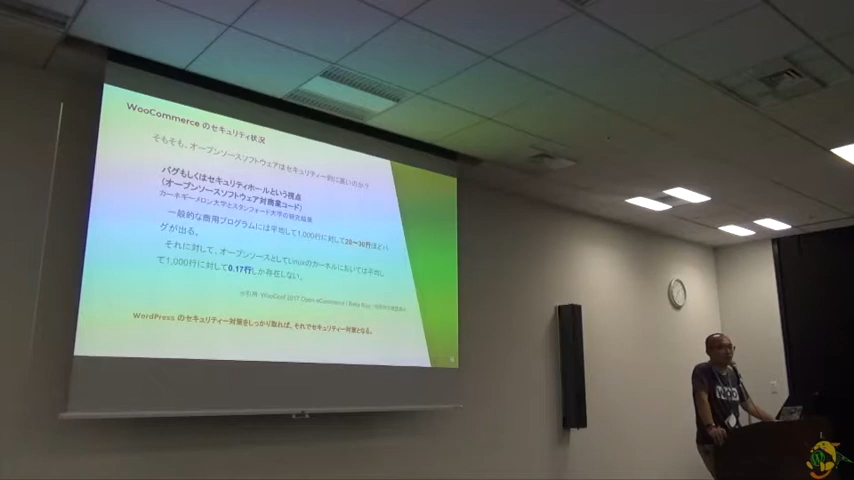 WooCommerce のセキュリティ状況
そもそも、オープンソースソフトウェアはセキュリティー的に高いのか？
バグもしくはセキュリティホールという視点
（オープンソースソフトウェア対商業コード）
カーネギーメロン大学とスタンフォード大学の研究結果
一般的な商用プログラムには平均して1,000行に対して20〜30行ほどバ
グが出る。
それに対して、オープンソースとしてLinuxのカーネルにおいては平均し
て1,000行に対して0.17行しか存在しない。
※引用 WooConf 2017 Open eCommerce
WordPress のセキュリティー対策をしっかり取れば、それでセキュリティー対策となる。